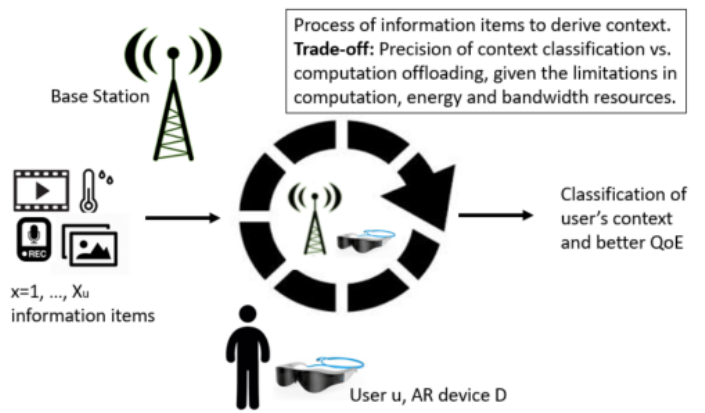 Process of information items to derive context.
Trade-off: Precision of context classification vs.
computation offloading, given the limitations in
computation, energy and bandwidth resources.
Base Station
REC
x=1, ..., Xu
information items
Classification of
user's context
and better QoE
User u, AR device D